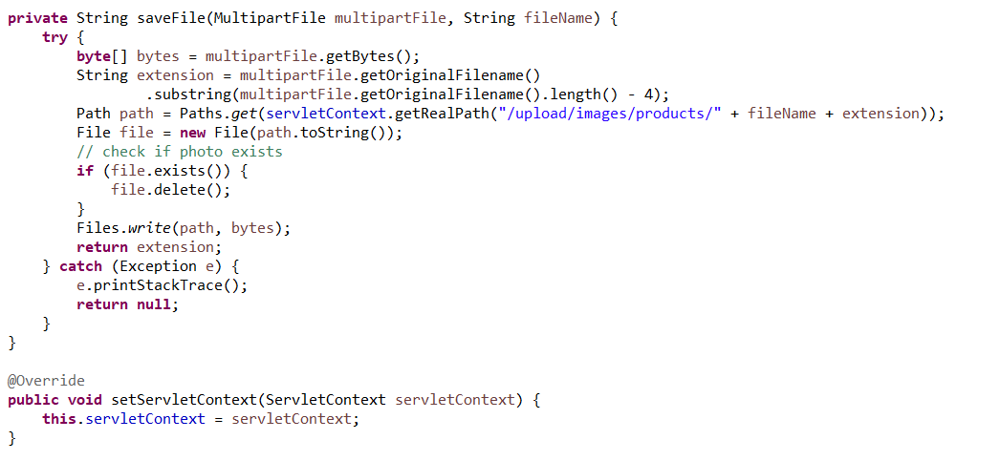 private String saveFile(MultipartFile multipartFile, String fileName) {
    try {
        byte[] bytes = multipartFile.getBytes();
        String extension = multipartFile.getOriginalFilename()
                .substring(multipartFile.getOriginalFilename().length() - 4);
        Path path = Paths.get(servletContext.getRealPath("/upload/images/products/" + fileName + extension));
        File file = new File(path.toString());
        // check if photo exists
        if (file.exists()) {
            file.delete();
        }
        Files.write(path, bytes);
        return extension;
    } catch (Exception e) {
        e.printStackTrace();
        return null;
    }
}

@Override
public void setServletContext(ServletContext servletContext) {
    this.servletContext = servletContext;
}